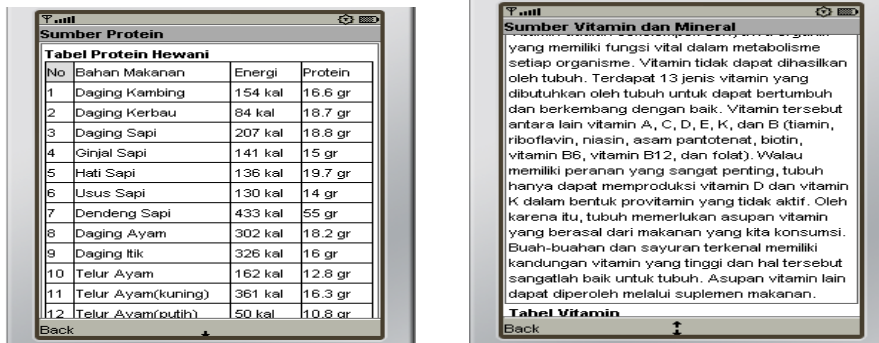 Sumber Protein
Tabel Protein Hewani
No Bahan Makanan Energi Protein
1 Daging Kambing 154 kal 16.6 gr
2 Daging Kerbau 84 kal 18.7 gr
3 Daging Sapi 207 kal 18.8 gr
4 Ginjal Sapi 141 kal 15 gr
5 Hati Sapi 136 kal 19.7 gr
6 Usus Sapi 130 kal 14 gr
7 Dendeng Sapi 433 kal 55 gr
8 Daging Ayam 302 kal 18.2 gr
9 Daging Itik 326 kal 16 gr
10 Telur Ayam 162 kal 12.8 gr
11 Telur Ayam(kuning) 361 kal 16.3 gr
12 Telur Ayam(putih) 50 kal 10.8 gr
Back
Sumber Vitamin dan Mineral
yang memiliki fungsi vital dalam metabolisme
setiap organisme. Vitamin tidak dapat dihasilkan
oleh tubuh. Terdapat 13 jenis vitamin yang
dibutuhkan oleh tubuh untuk dapat bertumbuh
dan berkembang dengan baik. Vitamin tersebut
antara lain vitamin A, C, D, E, K, dan B (tiamin,
riboflavin, niasin, asam pantotenat, biotin,
vitamin B6, vitamin B12, dan folat). Walau
memiliki peranan yang sangat penting, tubuh
hanya dapat memproduksi vitamin D dan vitamin
K dalam bentuk provitamin yang tidak aktif. Oleh
karena itu, tubuh memerlukan asupan vitamin
yang berasal dari makanan yang kita konsumsi.
Buah-buahan dan sayuran terkenal memiliki
kandungan vitamin yang tinggi dan hal tersebut
sangatlah baik untuk tubuh. Asupan vitamin lain
dapat diperoleh melalui suplemen makanan.
Tabel Vitamin
Back